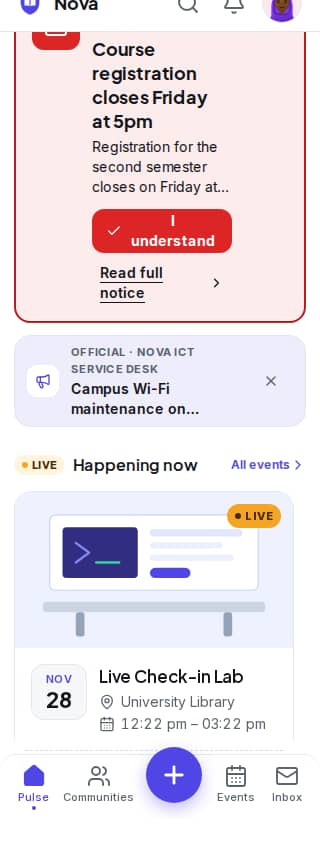 Nova
Course
registration
closes Friday
at 5pm
Registration for the
second semester
closes on Friday at...
I
understand
Read full
notice
OFFICIAL · NOVA ICT
SERVICE DESK
Campus Wi-Fi
maintenance on...
LIVE Happening now All events
LIVE
NOV
28
Live Check-in Lab
University Library
12:22 pm – 03:22 pm
Pulse Communities Events Inbox